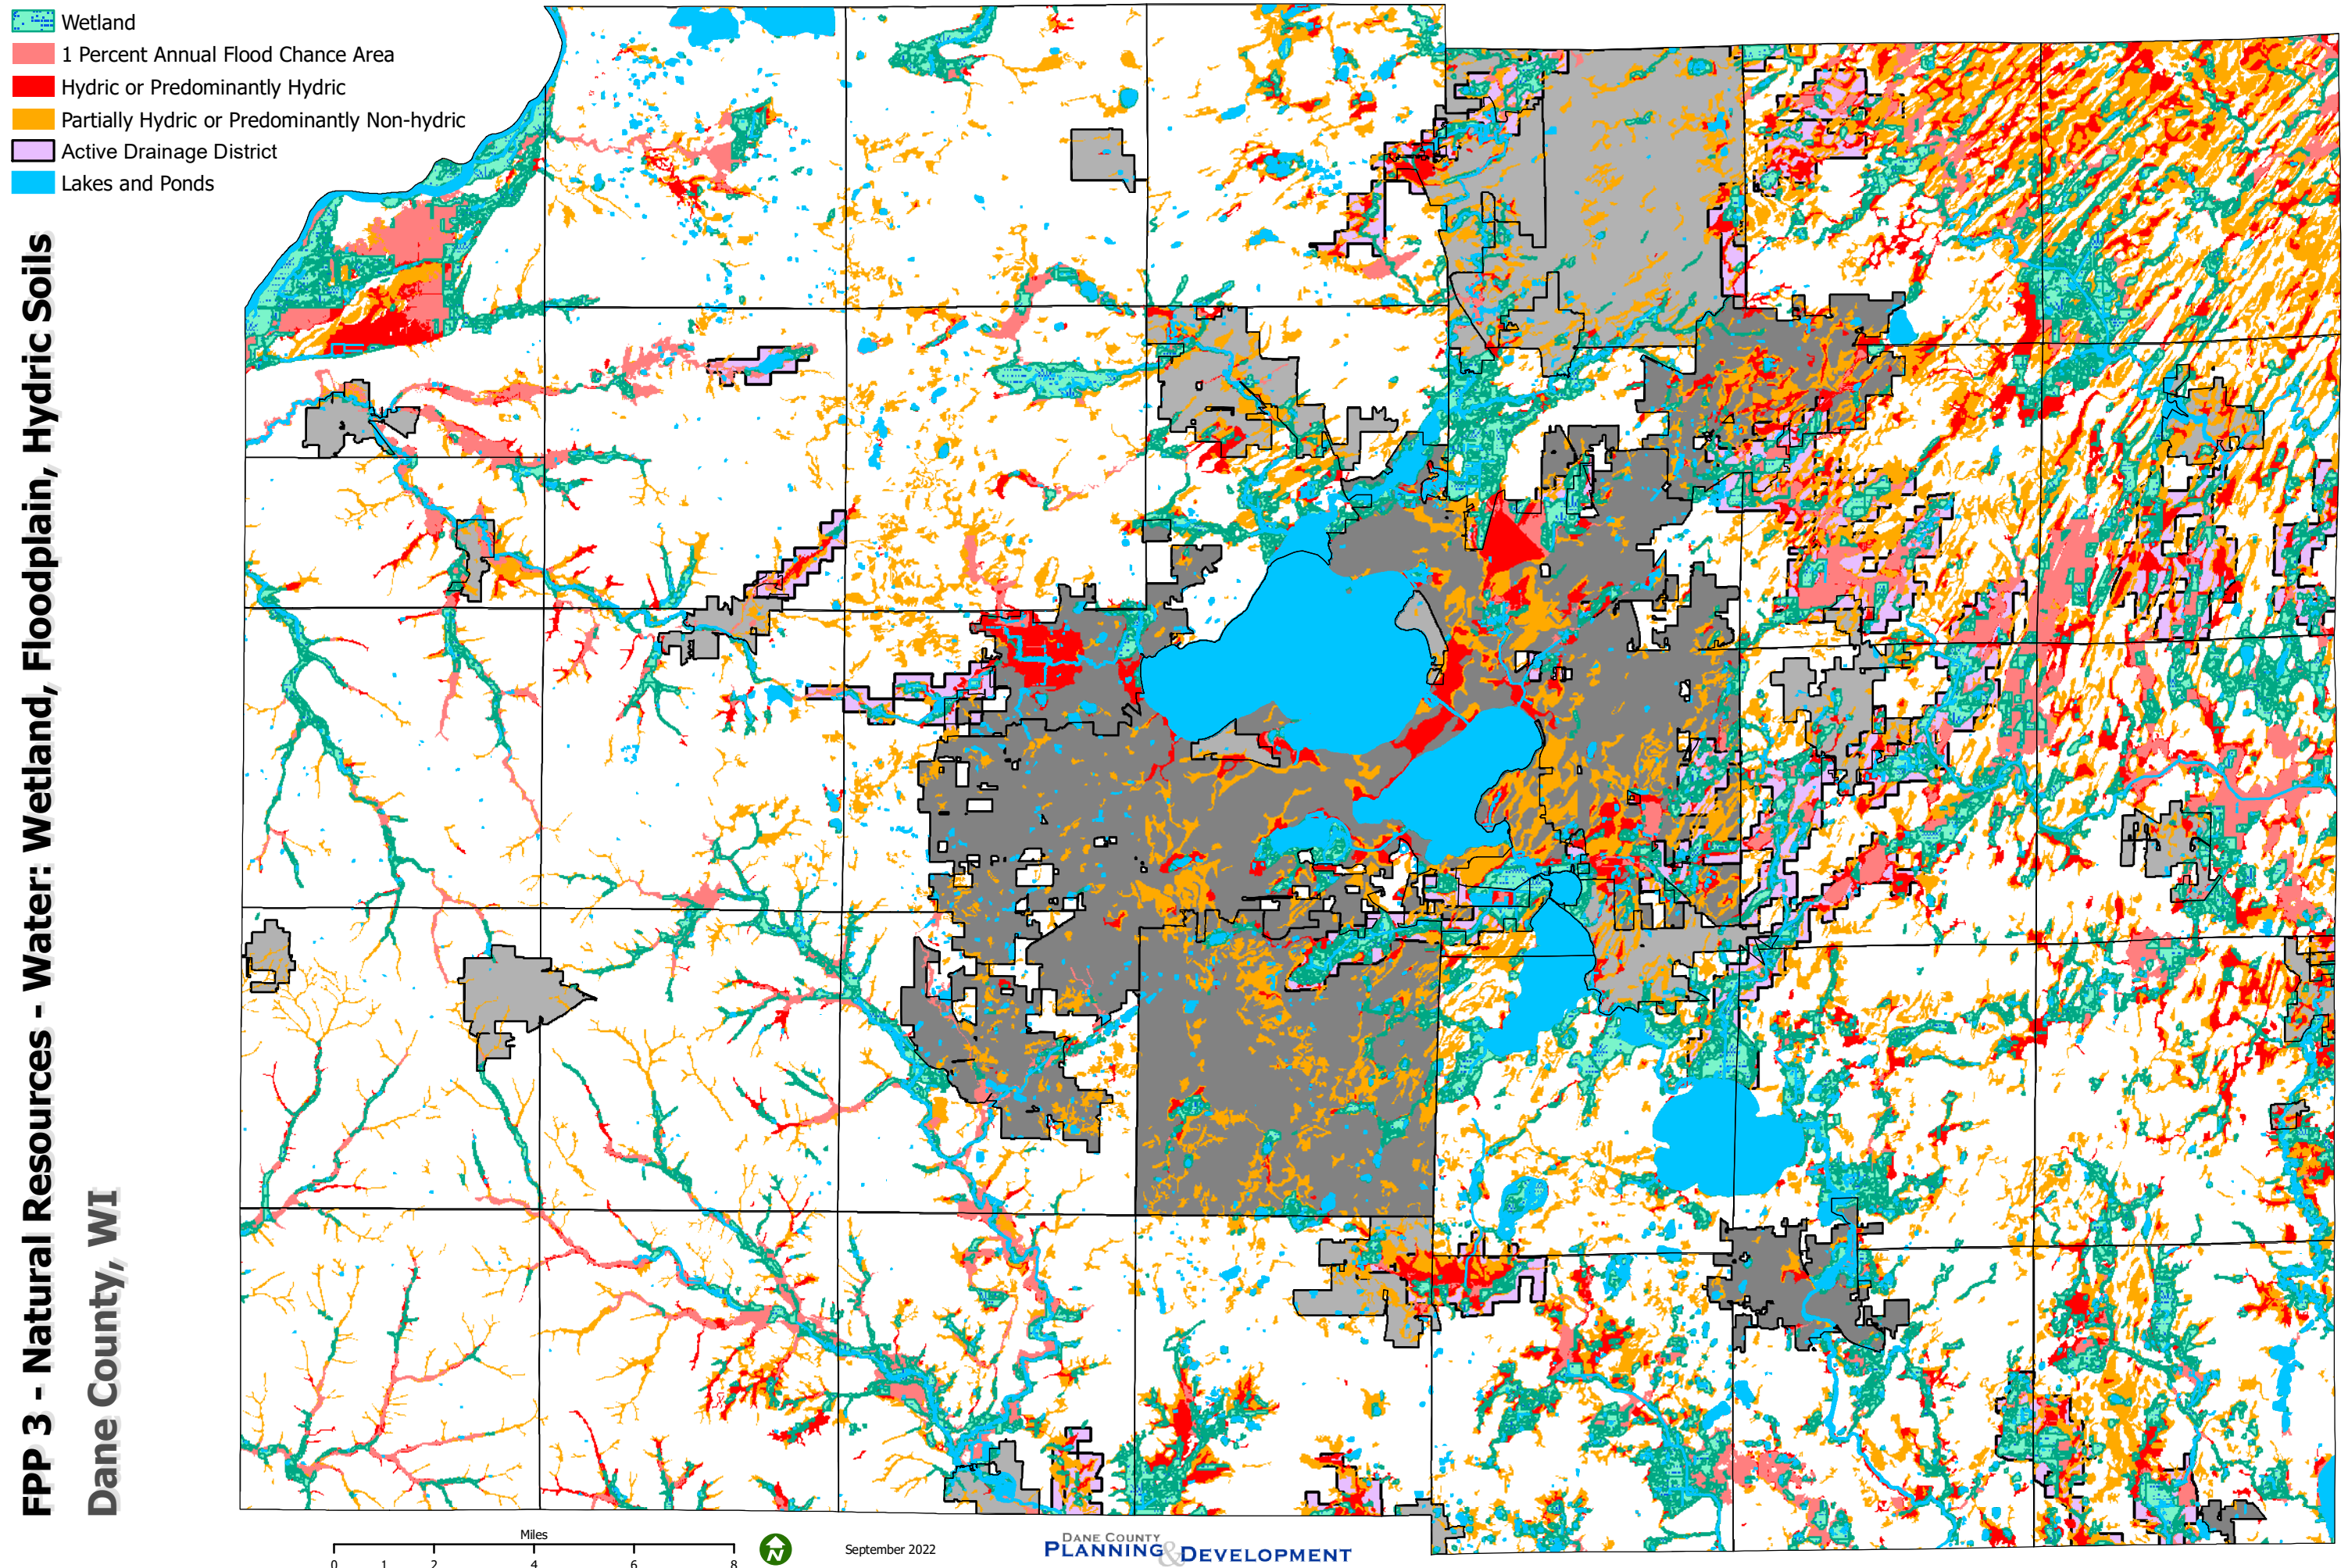 Wetland
1 Percent Annual Flood Chance Area
Hydric or Predominantly Hydric
Partially Hydric or Predominantly Non-hydric
Active Drainage District
Lakes and Ponds
FPP 3 - Natural Resources - Water: Wetland, Floodplain, Hydric Soils
Dane County, WI
Miles
0 1 2 4 6 8
N
September 2022
DANE COUNTY
PLANNING & DEVELOPMENT